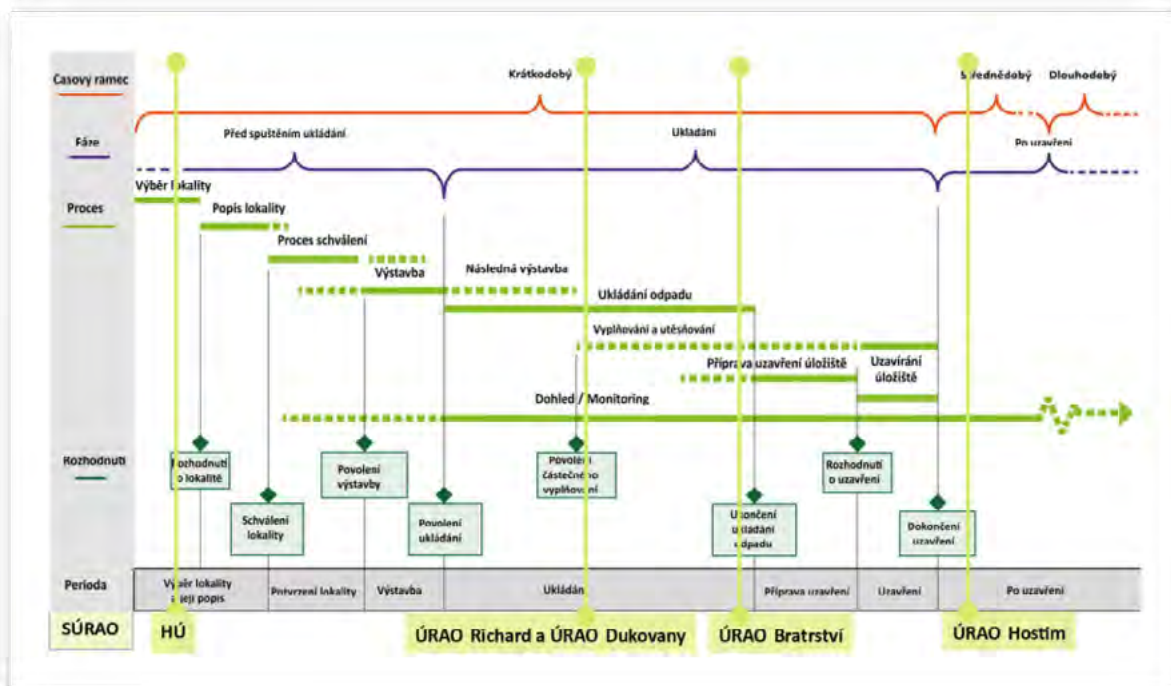 Časový ramec
Krátkodobý
Střednědobý
Dlouhodobý
Fáze
Před spuštěním ukládání
Ukládání
Po uzavření
Proces
Výběr lokality
Popis lokality
Proces schválení
Výstavba
Následná výstavba
Ukládání odpadu
Vyplňování a utěsňování
Příprava uzavření úložiště
Uzavírání
úložiště
Dohled / Monitoring
Rozhodnutí
Rozhodnutí
o lokalitě
Schválení
lokality
Povolení
výstavby
Povolení
ukládání
Povolení
částečného
vyplňování
Ukončení
ukládání
odpadu
Rozhodnutí
o uzavření
Dokončení
uzavření
Perioda
Výběr lokality
a její popis
Potvrzení lokality
Výstavba
Ukládán
Příprava uzavření
Uzavření
Po uzavření
SÚRAO
HÚ
ÚRAO Richard a ÚRAO Dukovany
ÚRAO Bratrství
ÚRAO Hostim